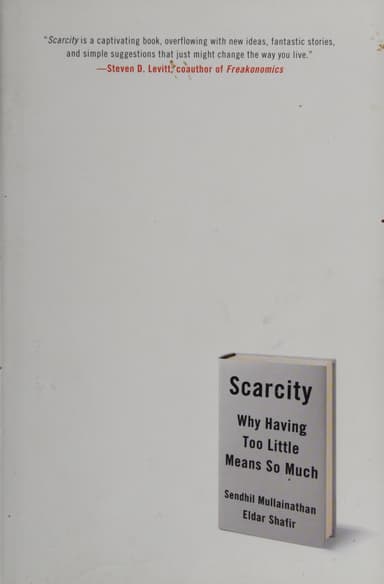 "Scarcity is a captivating book, overflowing with new ideas, fantastic stories,
and simple suggestions that just might change the way you live."
—Steven D. Levitt, coauthor of Freakonomics
Scarcity
Why Having
Too Little
Means So Much
Sendhil Mullainathan
Eldar Shafir